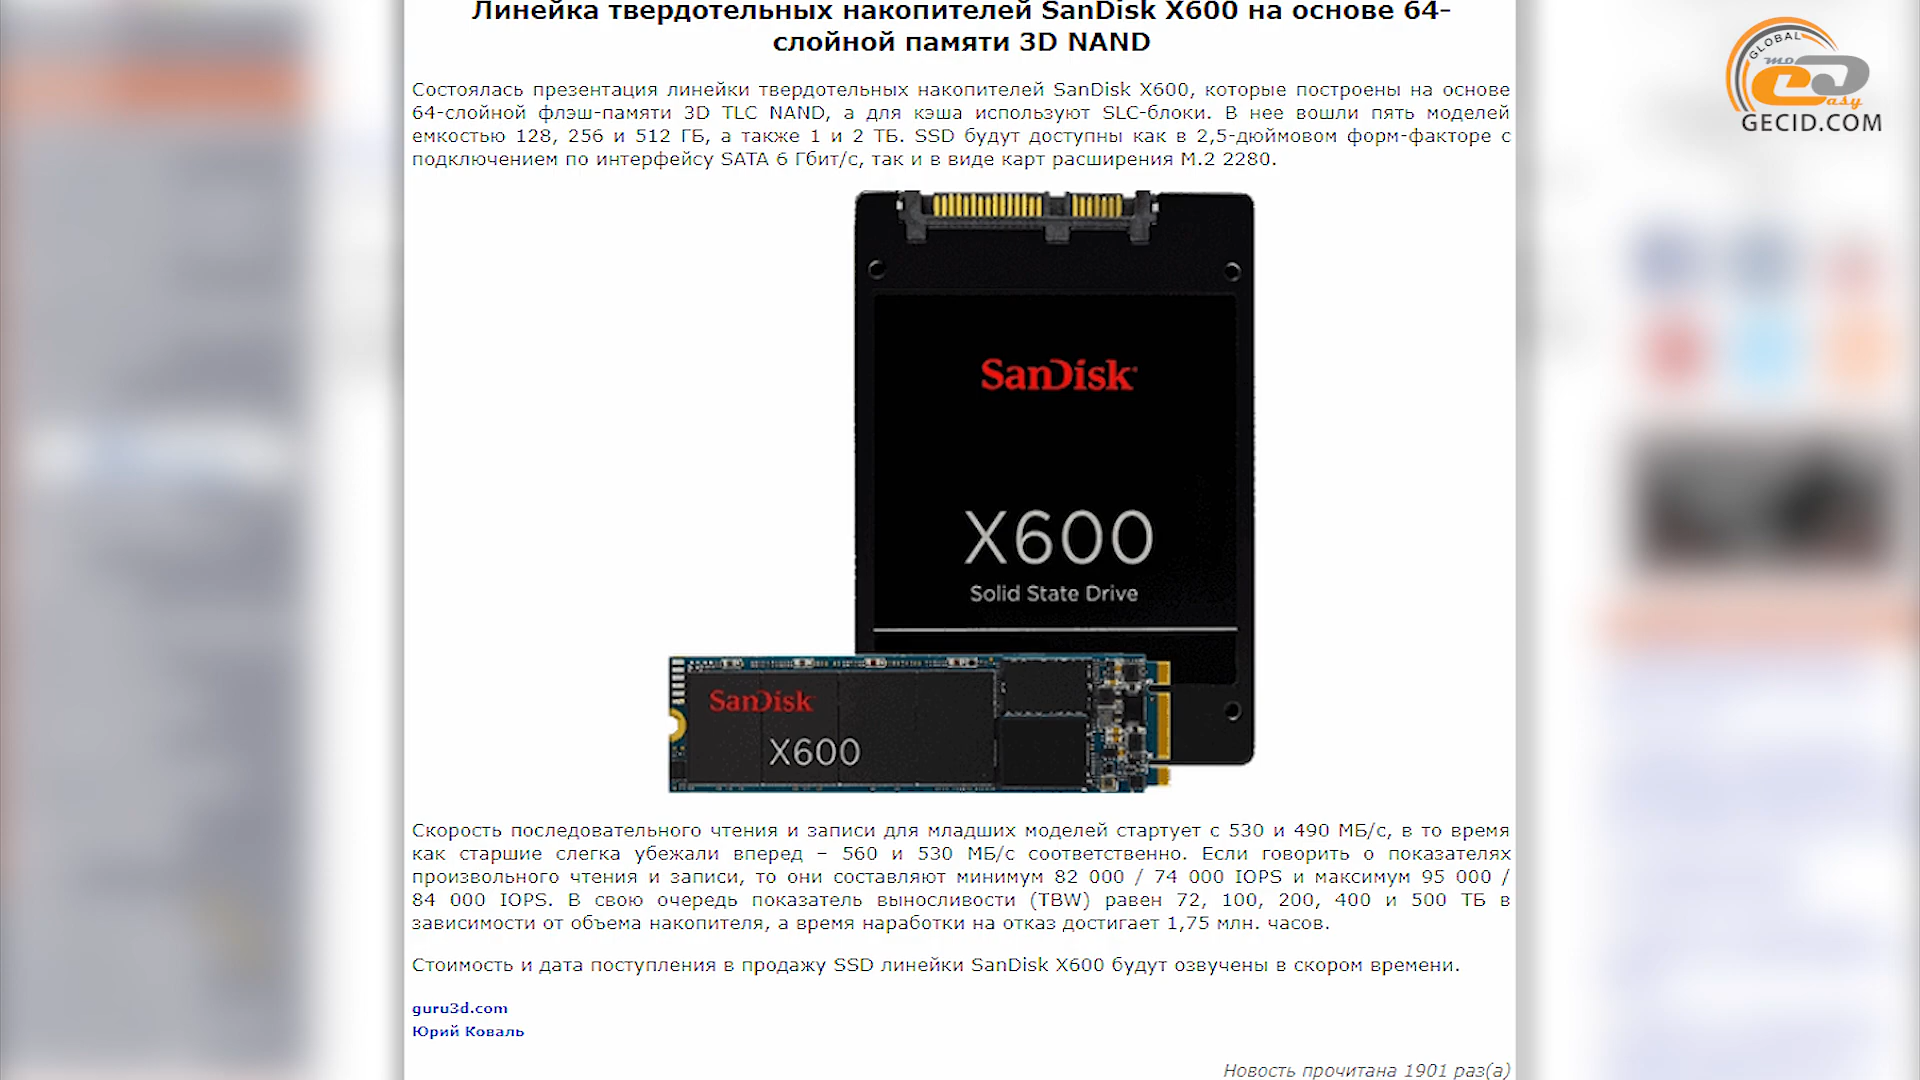 Линейка твердотельных накопителей SanDisk X600 на основе 64-
слойной памяти 3D NAND
GLOBAL
easy
GECID.COM
Состоялась презентация линейки твердотельных накопителей SanDisk X600, которые построены на основе
64-слойной флэш-памяти 3D TLC NAND, а для кэша используют SLC-блоки. В нее вошли пять моделей
емкостью 128, 256 и 512 ГБ, а также 1 и 2 ТБ. SSD будут доступны как в 2,5-дюймовом форм-факторе с
подключением по интерфейсу SATA 6 Гбит/с, так и в виде карт расширения M.2 2280.
SanDisk
X600
Solid State Drive
SanDisk
X600
Скорость последовательного чтения и записи для младших моделей стартует с 530 и 490 МБ/с, в то время
как старшие слегка убежали вперед – 560 и 530 МБ/с соответственно. Если говорить о показателях
произвольного чтения и записи, то они составляют минимум 82 000 / 74 000 IOPS и максимум 95 000 /
84 000 IOPS. В свою очередь показатель выносливости (TBW) равен 72, 100, 200, 400 и 500 ТБ в
зависимости от объема накопителя, а время наработки на отказ достигает 1,75 млн. часов.
Стоимость и дата поступления в продажу SSD линейки SanDisk X600 будут озвучены в скором времени.
guru3d.com
Юрий Коваль
Новость прочитана 1901 раз(а)